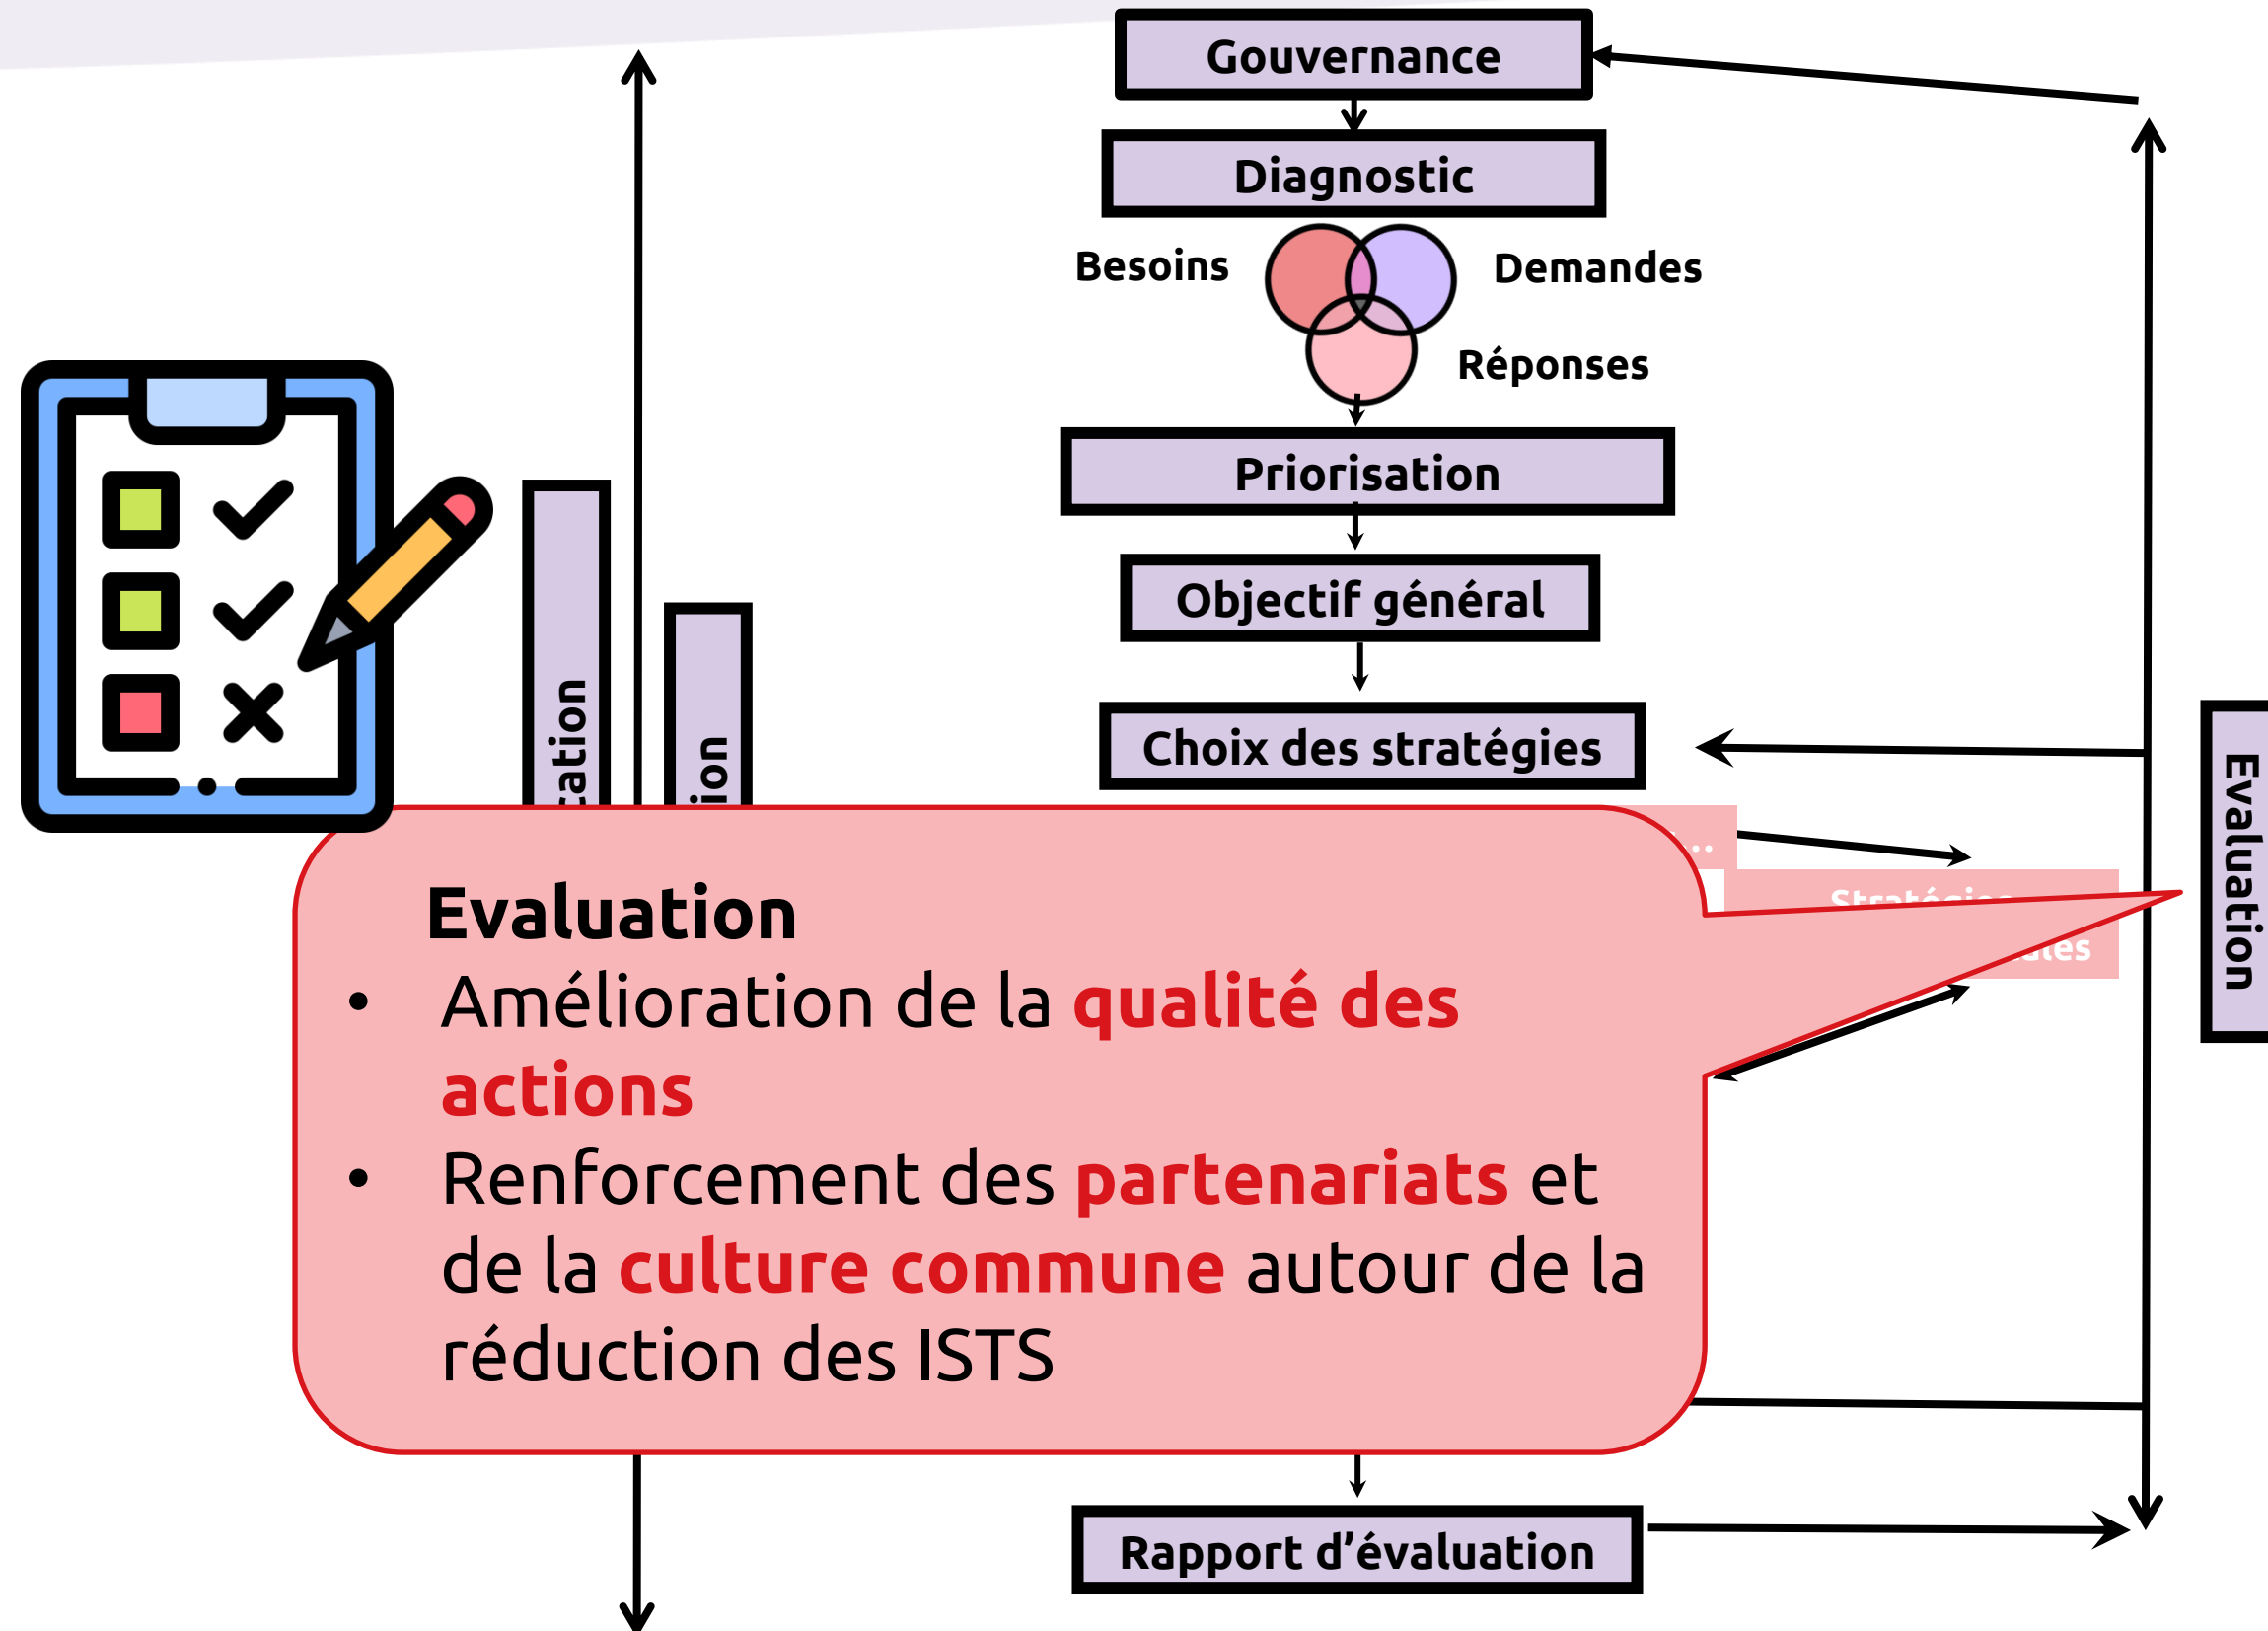 Gouvernance
Diagnostic
Besoins
Demandes
Réponses
Priorisation
Objectif général
Choix des stratégies
Evaluation
Evaluation
• Amélioration de la qualité des
actions
• Renforcement des partenariats et
de la culture commune autour de la
réduction des ISTS
Rapport d’évaluation